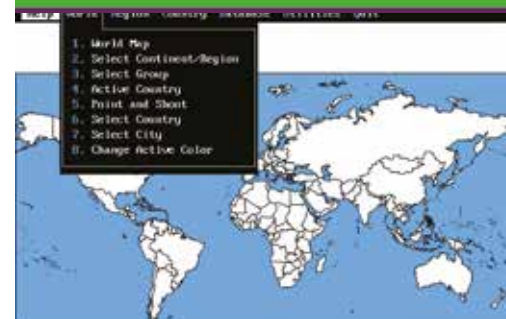 Help World Region Country Database Utilities Quit
1. World Map
2. Select Continent/Region
3. Select Group
4. Active Country
5. Point and Shoot
6. Select Country
7. Select City
8. Change Active Color